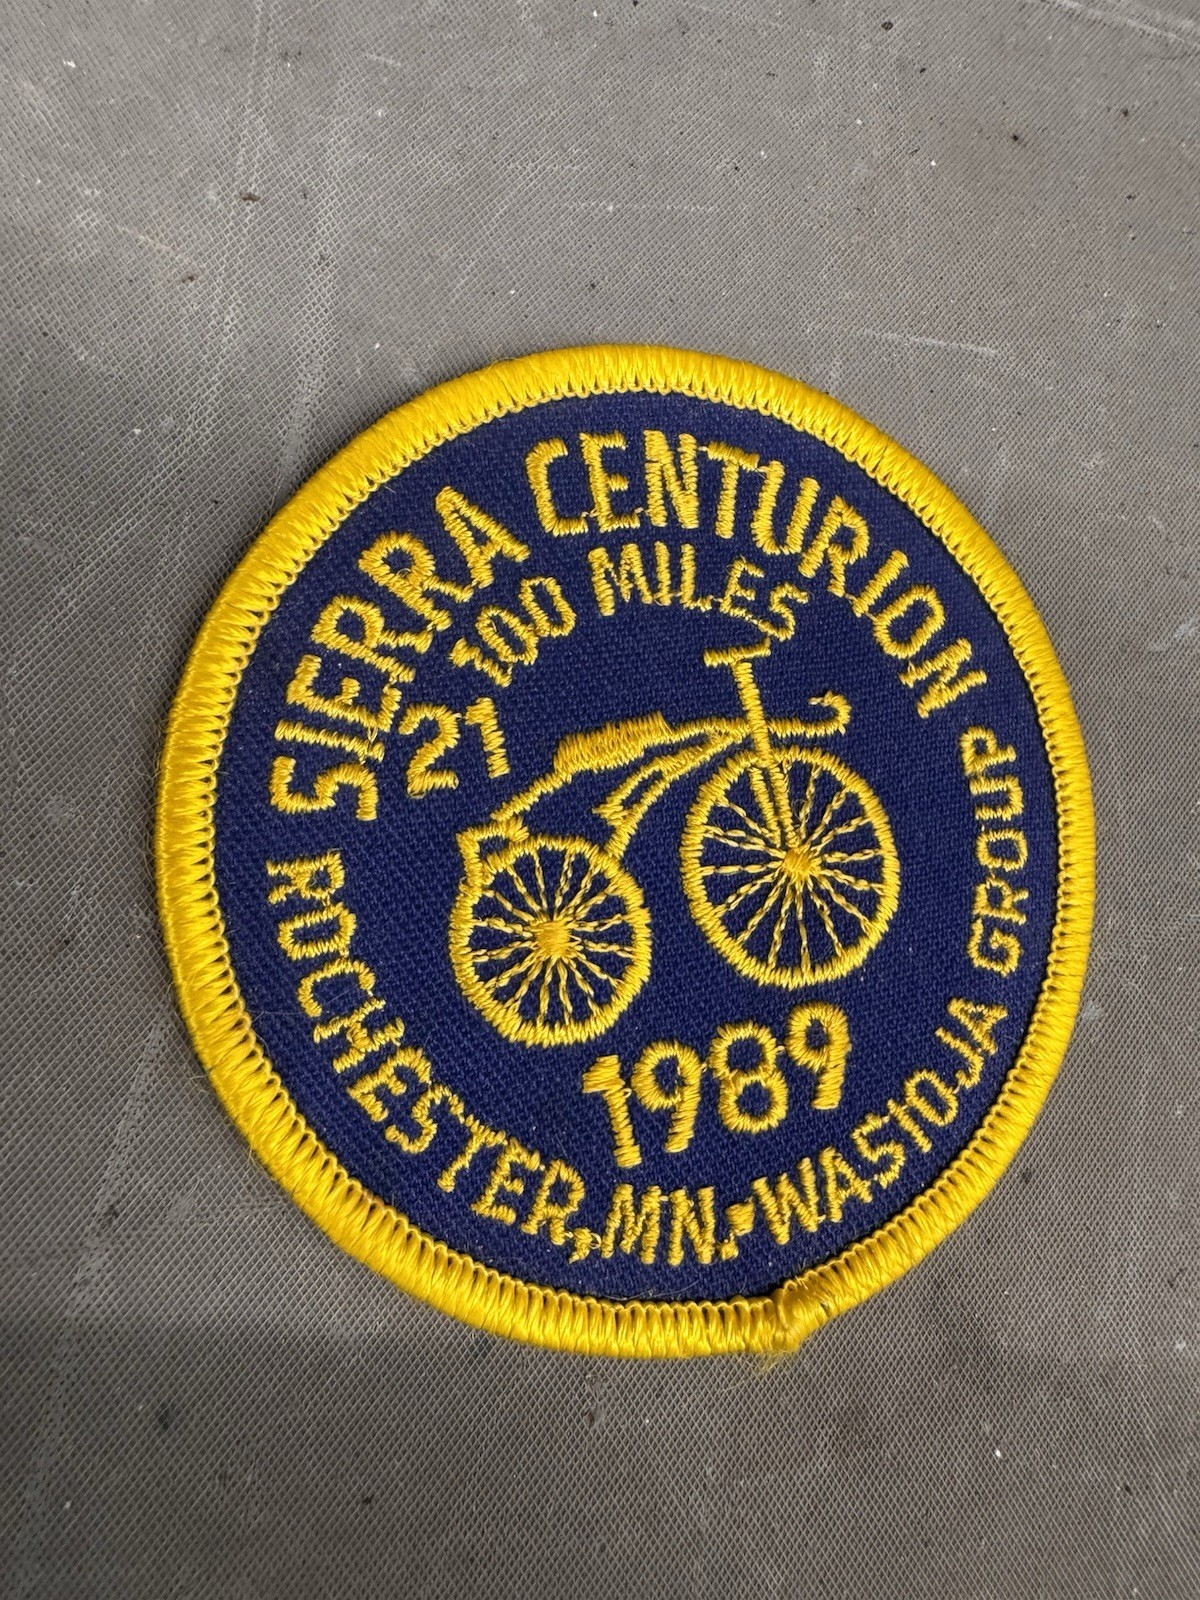 SIERRA CENTURION
100 MILES
21
1989
ROCHESTER, MN. • WASIOJA GROUP